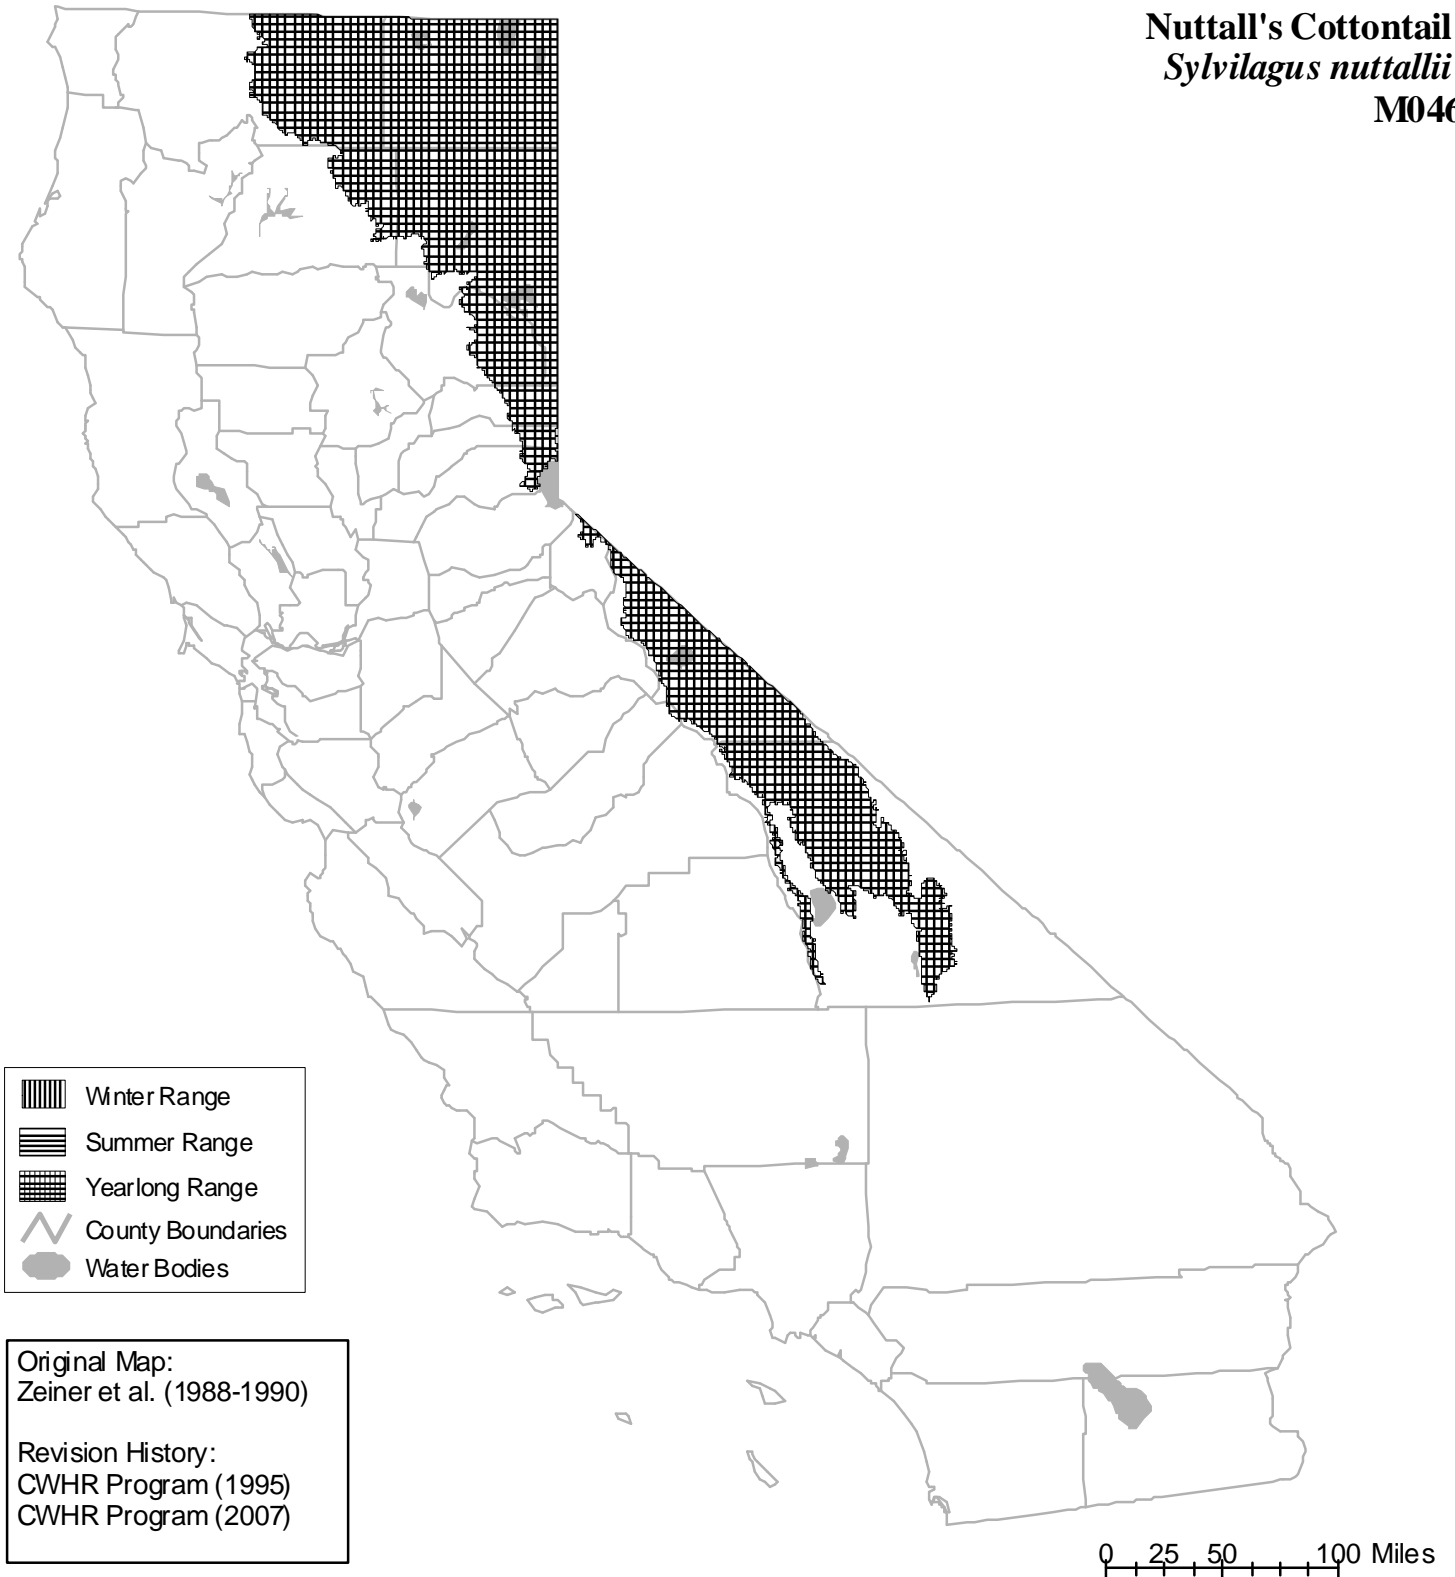 Nuttall's Cottontail
Sylvilagus nuttallii
M046
Winter Range
Summer Range
Yearlong Range
County Boundaries
Water Bodies
Original Map:
Zeiner et al. (1988-1990)
Revision History:
CWHR Program (1995)
CWHR Program (2007)
0 25 50 100 Miles